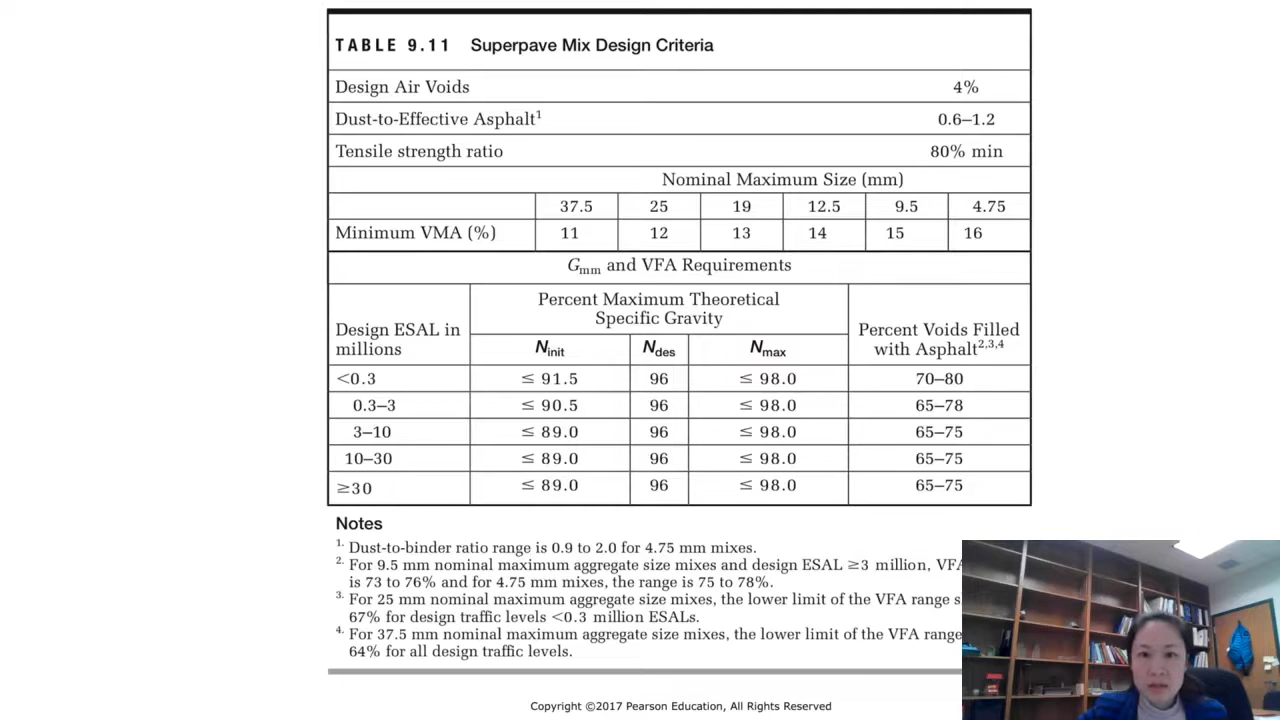 TABLE 9.11 Superpave Mix Design Criteria
Design Air Voids 4%
Dust-to-Effective Asphalt¹ 0.6–1.2
Tensile strength ratio 80% min
Nominal Maximum Size (mm)
37.5 25 19 12.5 9.5 4.75
Minimum VMA (%) 11 12 13 14 15 16
Gmm and VFA Requirements
Design ESAL in millions
Percent Maximum Theoretical
Specific Gravity
Percent Voids Filled
with Asphalt²,³,⁴
Ninit Ndes Nmax
<0.3 ≤ 91.5 96 ≤ 98.0 70–80
0.3–3 ≤ 90.5 96 ≤ 98.0 65–78
3–10 ≤ 89.0 96 ≤ 98.0 65–75
10–30 ≤ 89.0 96 ≤ 98.0 65–75
≥30 ≤ 89.0 96 ≤ 98.0 65–75
Notes
1. Dust-to-binder ratio range is 0.9 to 2.0 for 4.75 mm mixes.
2. For 9.5 mm nominal maximum aggregate size mixes and design ESAL ≥3 million, VFA
is 73 to 76% and for 4.75 mm mixes, the range is 75 to 78%.
3. For 25 mm nominal maximum aggregate size mixes, the lower limit of the VFA range
67% for design traffic levels <0.3 million ESALs.
4. For 37.5 mm nominal maximum aggregate size mixes, the lower limit of the VFA range
64% for all design traffic levels.
Copyright ©2017 Pearson Education, All Rights Reserved